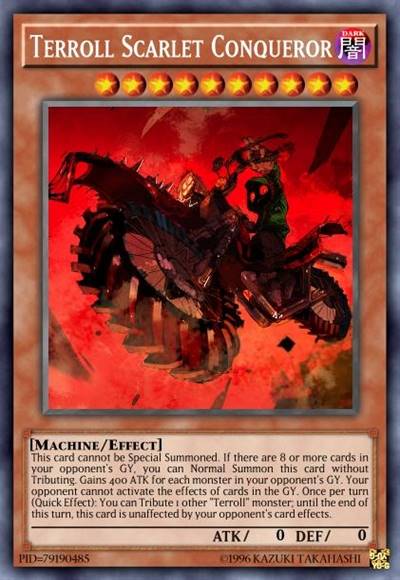 TERROLL SCARLET CONQUEROR
DARK
闇
[MACHINE/EFFECT]
This card cannot be Special Summoned. If there are 8 or more cards in
your opponent's GY, you can Normal Summon this card without
Tributing. Gains 400 ATK for each monster in your opponent's GY. Your
opponent cannot activate the effects of cards in the GY. Once per turn
(Quick Effect): You can Tribute 1 other "Terroll" monster; until the end
of this turn, this card is unaffected by your opponent's card effects.
ATK/ 0 DEF/ 0
PID=79190485 ©1996 KAZUKI TAKAHASHI